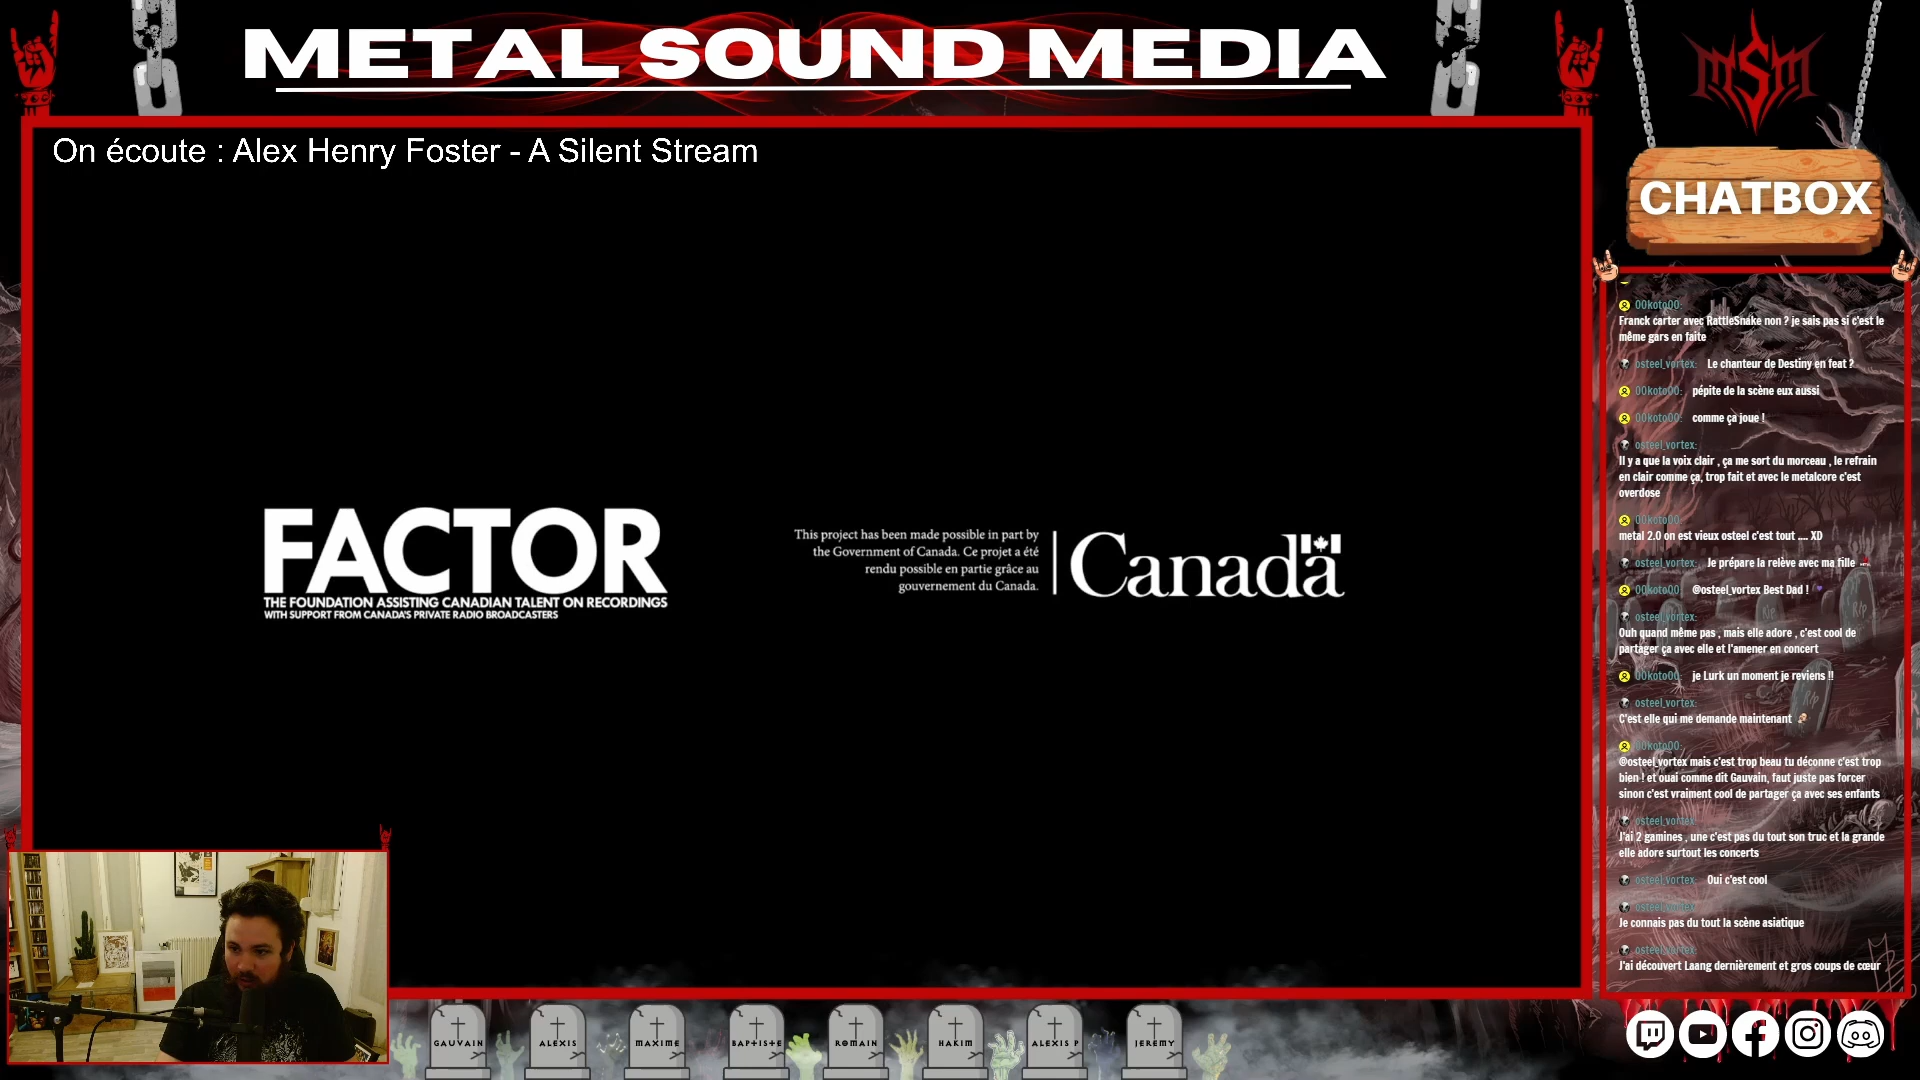 METAL SOUND MEDIA
MSM
CHATBOX
On écoute : Alex Henry Foster - A Silent Stream
FACTOR
THE FOUNDATION ASSISTING CANADIAN TALENT ON RECORDINGS
WITH SUPPORT FROM CANADA'S PRIVATE RADIO BROADCASTERS
This project has been made possible in part by
the Government of Canada. Ce projet a été
rendu possible en partie grâce au
gouvernement du Canada.
Canada
00koto00:
Franck carter avec RattleSnake non ? je sais pas si c'est le
même gars en faite
osteel_vortex: Le chanteur de Destiny en feat ?
00koto00: pépite de la scène eux aussi
00koto00: comme ça joue !
osteel_vortex:
Il y a que la voix clair , ça me sort du morceau , le refrain
en clair comme ça, trop fait et avec le metalcore c'est
overdose
00koto00:
metal 2.0 on est vieux osteel c'est tout .... XD
osteel_vortex: Je prépare la relève avec ma fille
00koto00: @osteel_vortex Best Dad !
osteel_vortex:
Ouh quand même pas , mais elle adore , c'est cool de
partager ça avec elle et l'amener en concert
00koto00: je Lurk un moment je reviens !!
osteel_vortex:
C'est elle qui me demande maintenant
00koto00:
@osteel_vortex mais c'est trop beau tu déconne c'est trop
bien ! et ouai comme dit Gauvain, faut juste pas forcer
sinon c'est vraiment cool de partager ça avec ses enfants
osteel_vortex:
J'ai 2 gamines , une c'est pas du tout son truc et la grande
elle adore surtout les concerts
osteel_vortex: Oui c'est cool
osteel_vortex:
Je connais pas du tout la scène asiatique
osteel_vortex:
J'ai découvert Laang dernièrement et gros coups de cœur
GAUVAIN
ALEXIS
MAXIME
BAPTISTE
ROMAIN
HAKIM
ALEXIS P
JEREMY